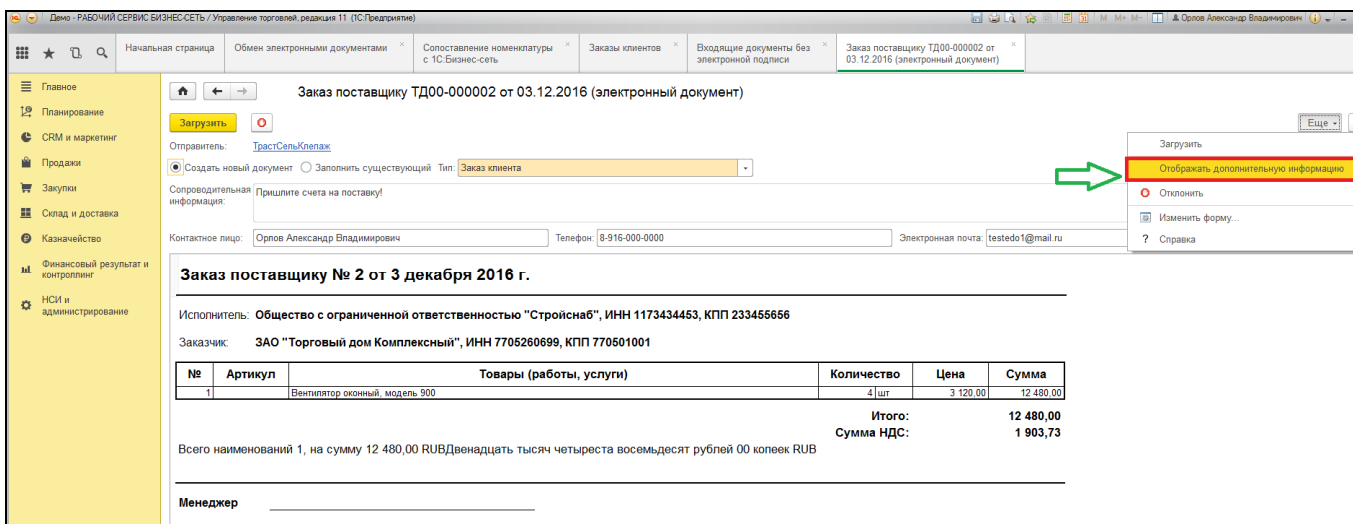 Демо - РАБОЧИЙ СЕРВИС БИЗНЕС-СЕТЬ / Управление торговлей, редакция 11 (1С:Предприятие)
M M+ M-
Орлов Александр Владимирович
Начальная страница
Обмен электронными документами
Сопоставление номенклатуры
с 1С:Бизнес-сеть
Заказы клиентов
Входящие документы без
электронной подписи
Заказ поставщику ТД00-000002 от
03.12.2016 (электронный документ)
Главное
Планирование
CRM и маркетинг
Продажи
Закупки
Склад и доставка
Казначейство
Финансовый результат и
контроллинг
НСИ и
администрирование
Заказ поставщику ТД00-000002 от 03.12.2016 (электронный документ)
Загрузить
Еще
Отправитель: ТрастСельКлепаж
Создать новый документ Заполнить существующий Тип: Заказ клиента
Сопроводительная
информация:
Пришлите счета на поставку!
Контактное лицо: Орлов Александр Владимирович Телефон: 8-916-000-0000 Электронная почта: testedo1@mail.ru
Загрузить
Отображать дополнительную информацию
Отклонить
Изменить форму...
? Справка
Заказ поставщику № 2 от 3 декабря 2016 г.
Исполнитель: Общество с ограниченной ответственностью "Стройснаб", ИНН 1173434453, КПП 233455656
Заказчик: ЗАО "Торговый дом Комплексный", ИНН 7705260699, КПП 770501001
№ Артикул Товары (работы, услуги) Количество Цена Сумма
1 Вентилятор оконный, модель 900 4 шт 3 120,00 12 480,00
Итого: 12 480,00
Сумма НДС: 1 903,73
Всего наименований 1, на сумму 12 480,00 RUBДвенадцать тысяч четыреста восемьдесят рублей 00 копеек RUB
Менеджер